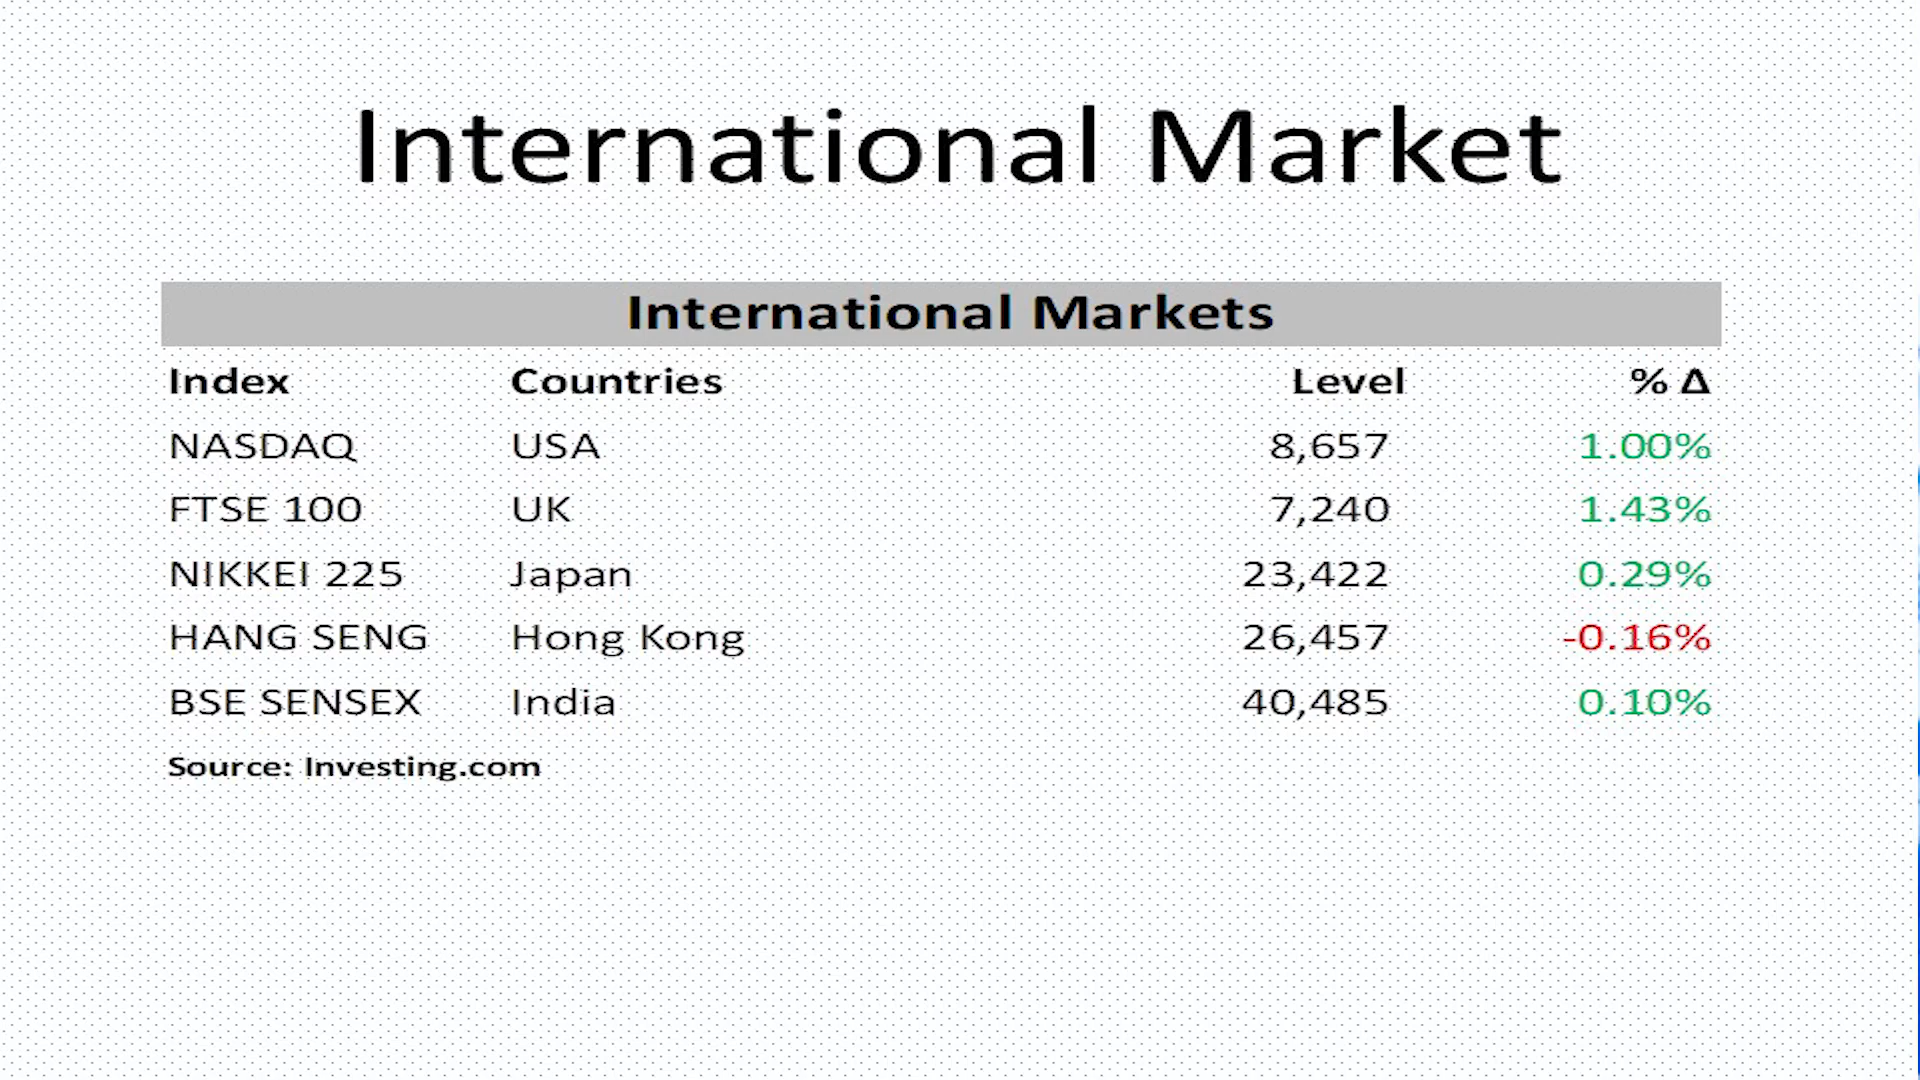 International Market
International Markets
Index Countries Level % Δ
NASDAQ USA 8,657 1.00%
FTSE 100 UK 7,240 1.43%
NIKKEI 225 Japan 23,422 0.29%
HANG SENG Hong Kong 26,457 -0.16%
BSE SENSEX India 40,485 0.10%
Source: Investing.com